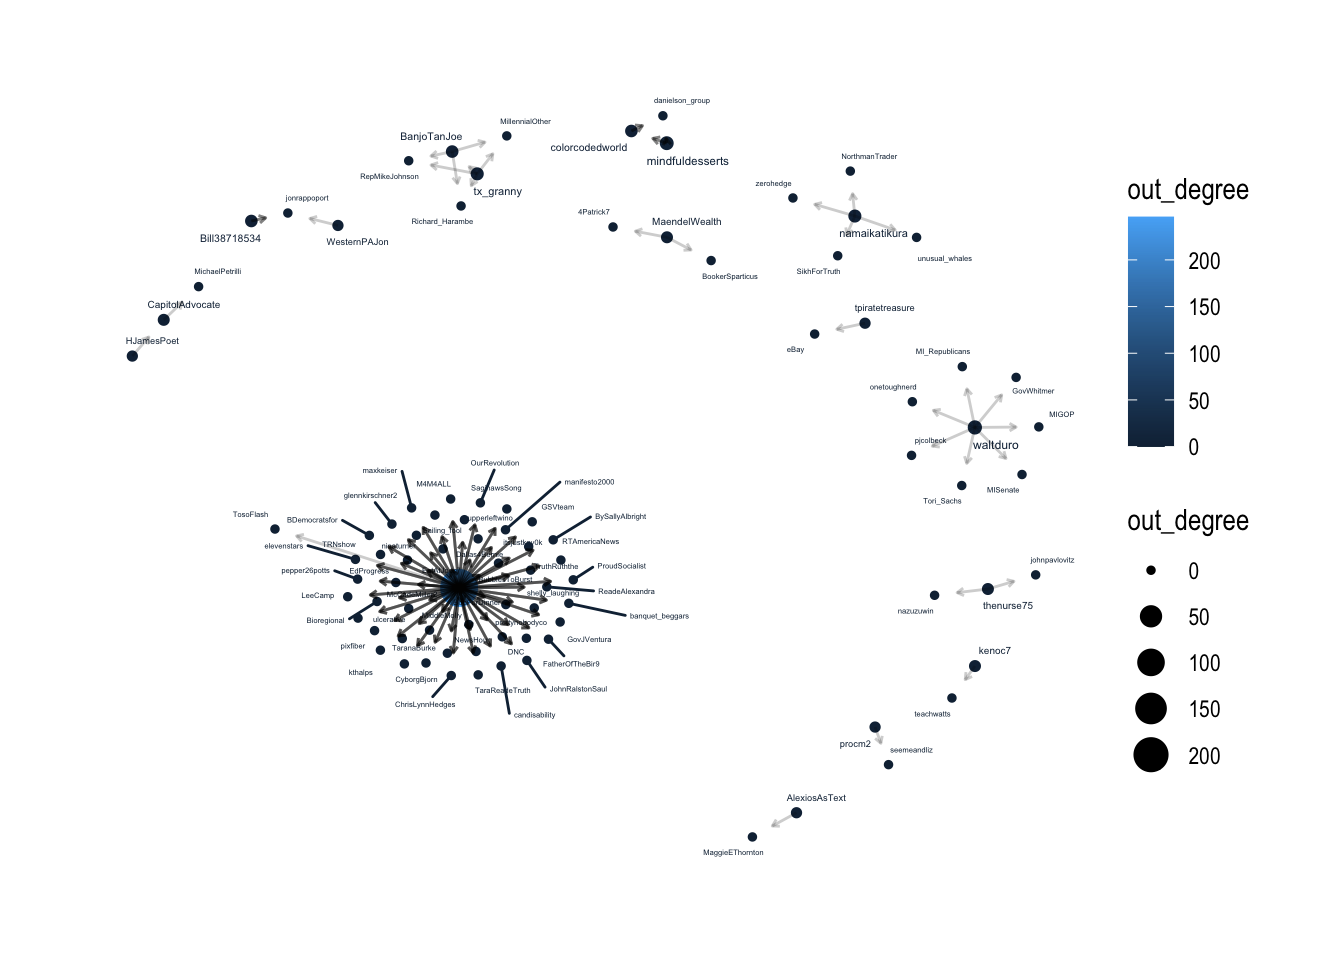 danielson_group
MillennialOther
BanjoTanJoe
colorcodedworld
mindfuldesserts
NorthmanTrader
RepMikeJohnson
zerohedge
tx_granny
jonrappoport
4Patrick7
MaendelWealth
Richard_Harambe
namaikatikura
Bill38718534
WesternPAJon
unusual_whales
MichaelPetrilli
BookerSparticus
SikhForTruth
CapitolAdvocate
tpiratetreasure
HJamesPoet
eBay
MI_Republicans
onetoughnerd
GovWhitmer
MIGOP
pjcolbeck
waltduro
MISenate
Tori_Sachs
OurRevolution
maxkeiser
M4M4ALL
SaginawsSong
manifesto2000
glennkirschner2
GSVteam
TosoFlash
BDemocratsfor
upperleftwino
BySallyAlbright
elevenstars
TRNshow
RTAmericaNews
pepper26potts
EdProgress
ProudSocialist
LeeCamp
shelly_laughing
ReadeAlexandra
Bioregional
banquet_beggars
pixfiber
TaranaBurke
NewsHour
GovJVentura
DNC
FatherOfTheBir9
kthalps
CyborgBjorn
TaraReadeTruth
JohnRalstonSaul
ChrisLynnHedges
candisability
johnpavlovitz
nazuzuwin
thenurse75
kenoc7
teachwatts
procm2
seemeandliz
AlexiosAsText
MaggieEThornton
out_degree
200
150
100
50
0
out_degree
0
50
100
150
200